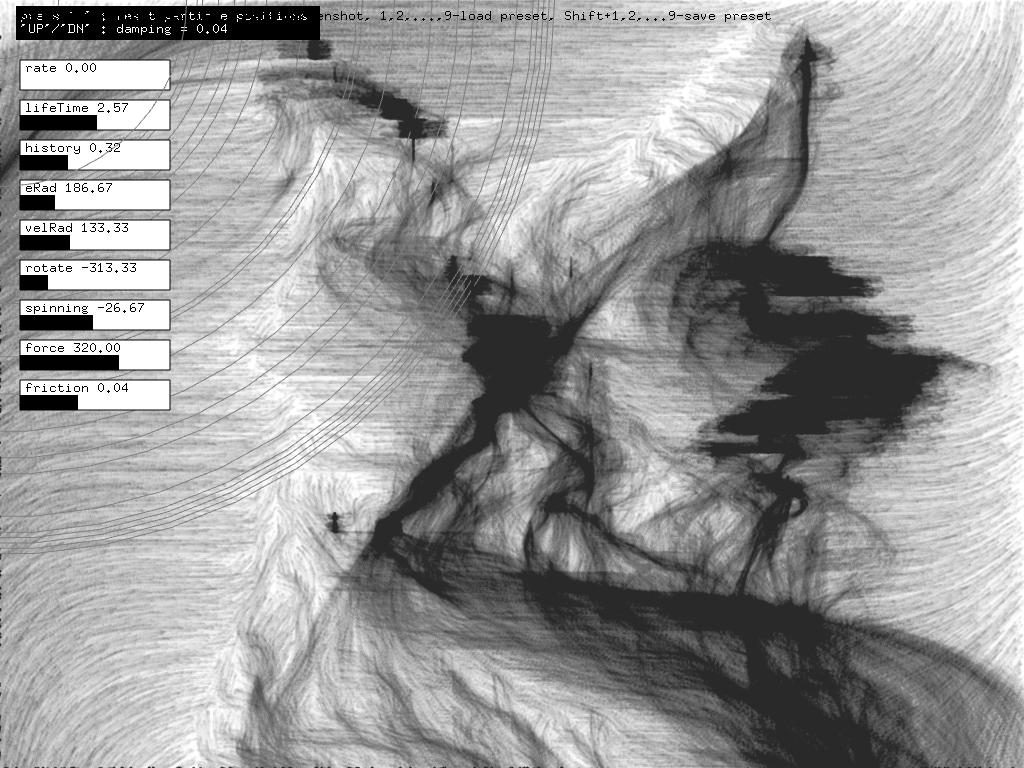 enshot, 1,2,....9-load preset, Shift+1,2,...9-save preset
"UP"/"DN" : damping = 0.04
rate 0.00
lifeTime 2.57
history 0.32
eRad 186.67
velRad 133.33
rotate -313.33
spinning -26.67
force 320.00
friction 0.04